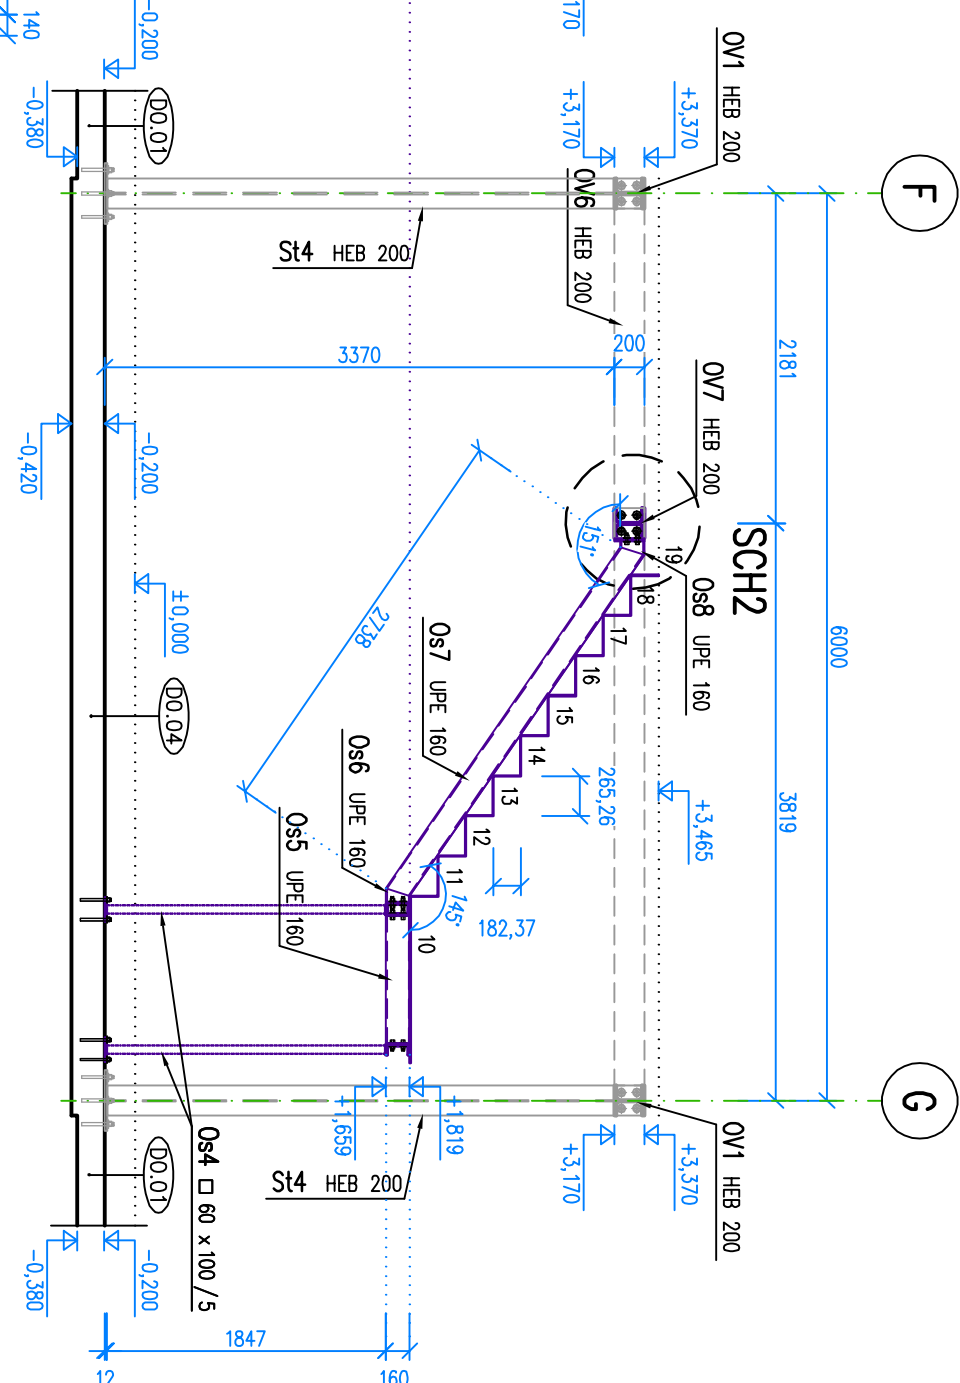 F
G
6000
2181
3819
SCH2
OV1 HEB 200
+3,370
+3,170
170
OV6 HEB 200
OV7 HEB 200
Os8 UPE 160
+3,465
OV1 HEB 200
+3,370
+3,170
200
3370
St4 HEB 200
St4 HEB 200
151°
2738
19
18
17
16
15
14
13
12
11
10
265,26
182,37
145°
Os7 UPE 160
Os6 UPE 160
Os5 UPE 160
+1,819
+1,659
Os4 □ 60 x 100 / 5
-0,200
140
-0,380
D0.01
-0,200
-0,420
±0,000
D0.04
D0.01
-0,200
-0,380
1847
160
12